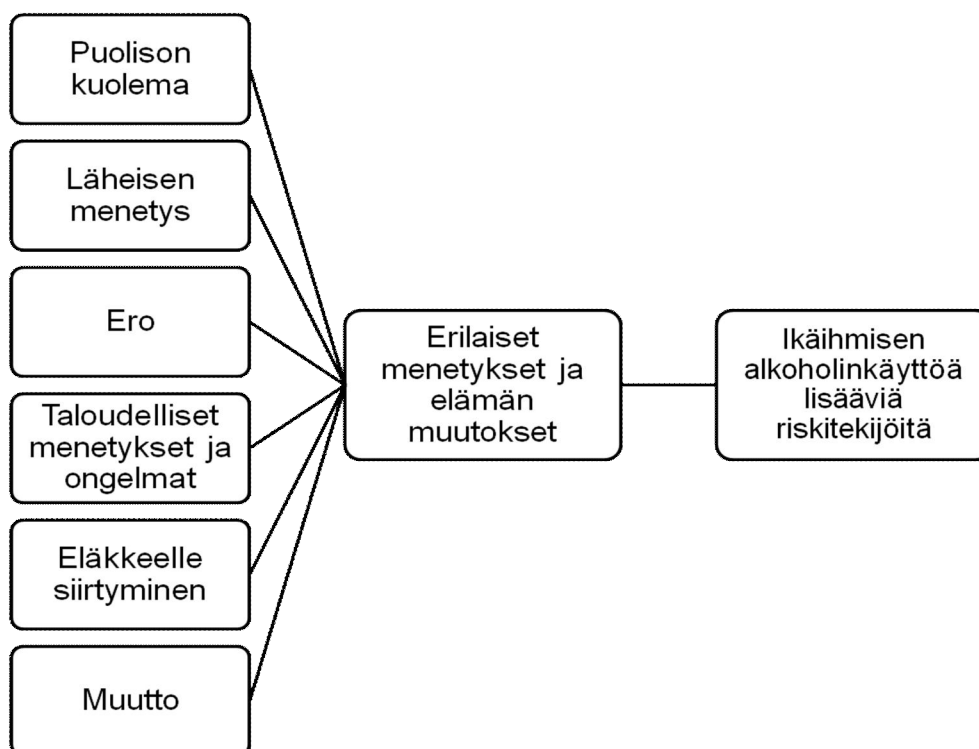 Puolison
kuolema
Läheisen
menetys
Ero
Taloudelliset
menetykset ja
ongelmat
Eläkkeelle
siirtyminen
Muutto
Erilaiset
menetykset ja
elämän
muutokset
Ikäihmisen
alkoholinkäyttöä
lisääviä
riskitekijöitä